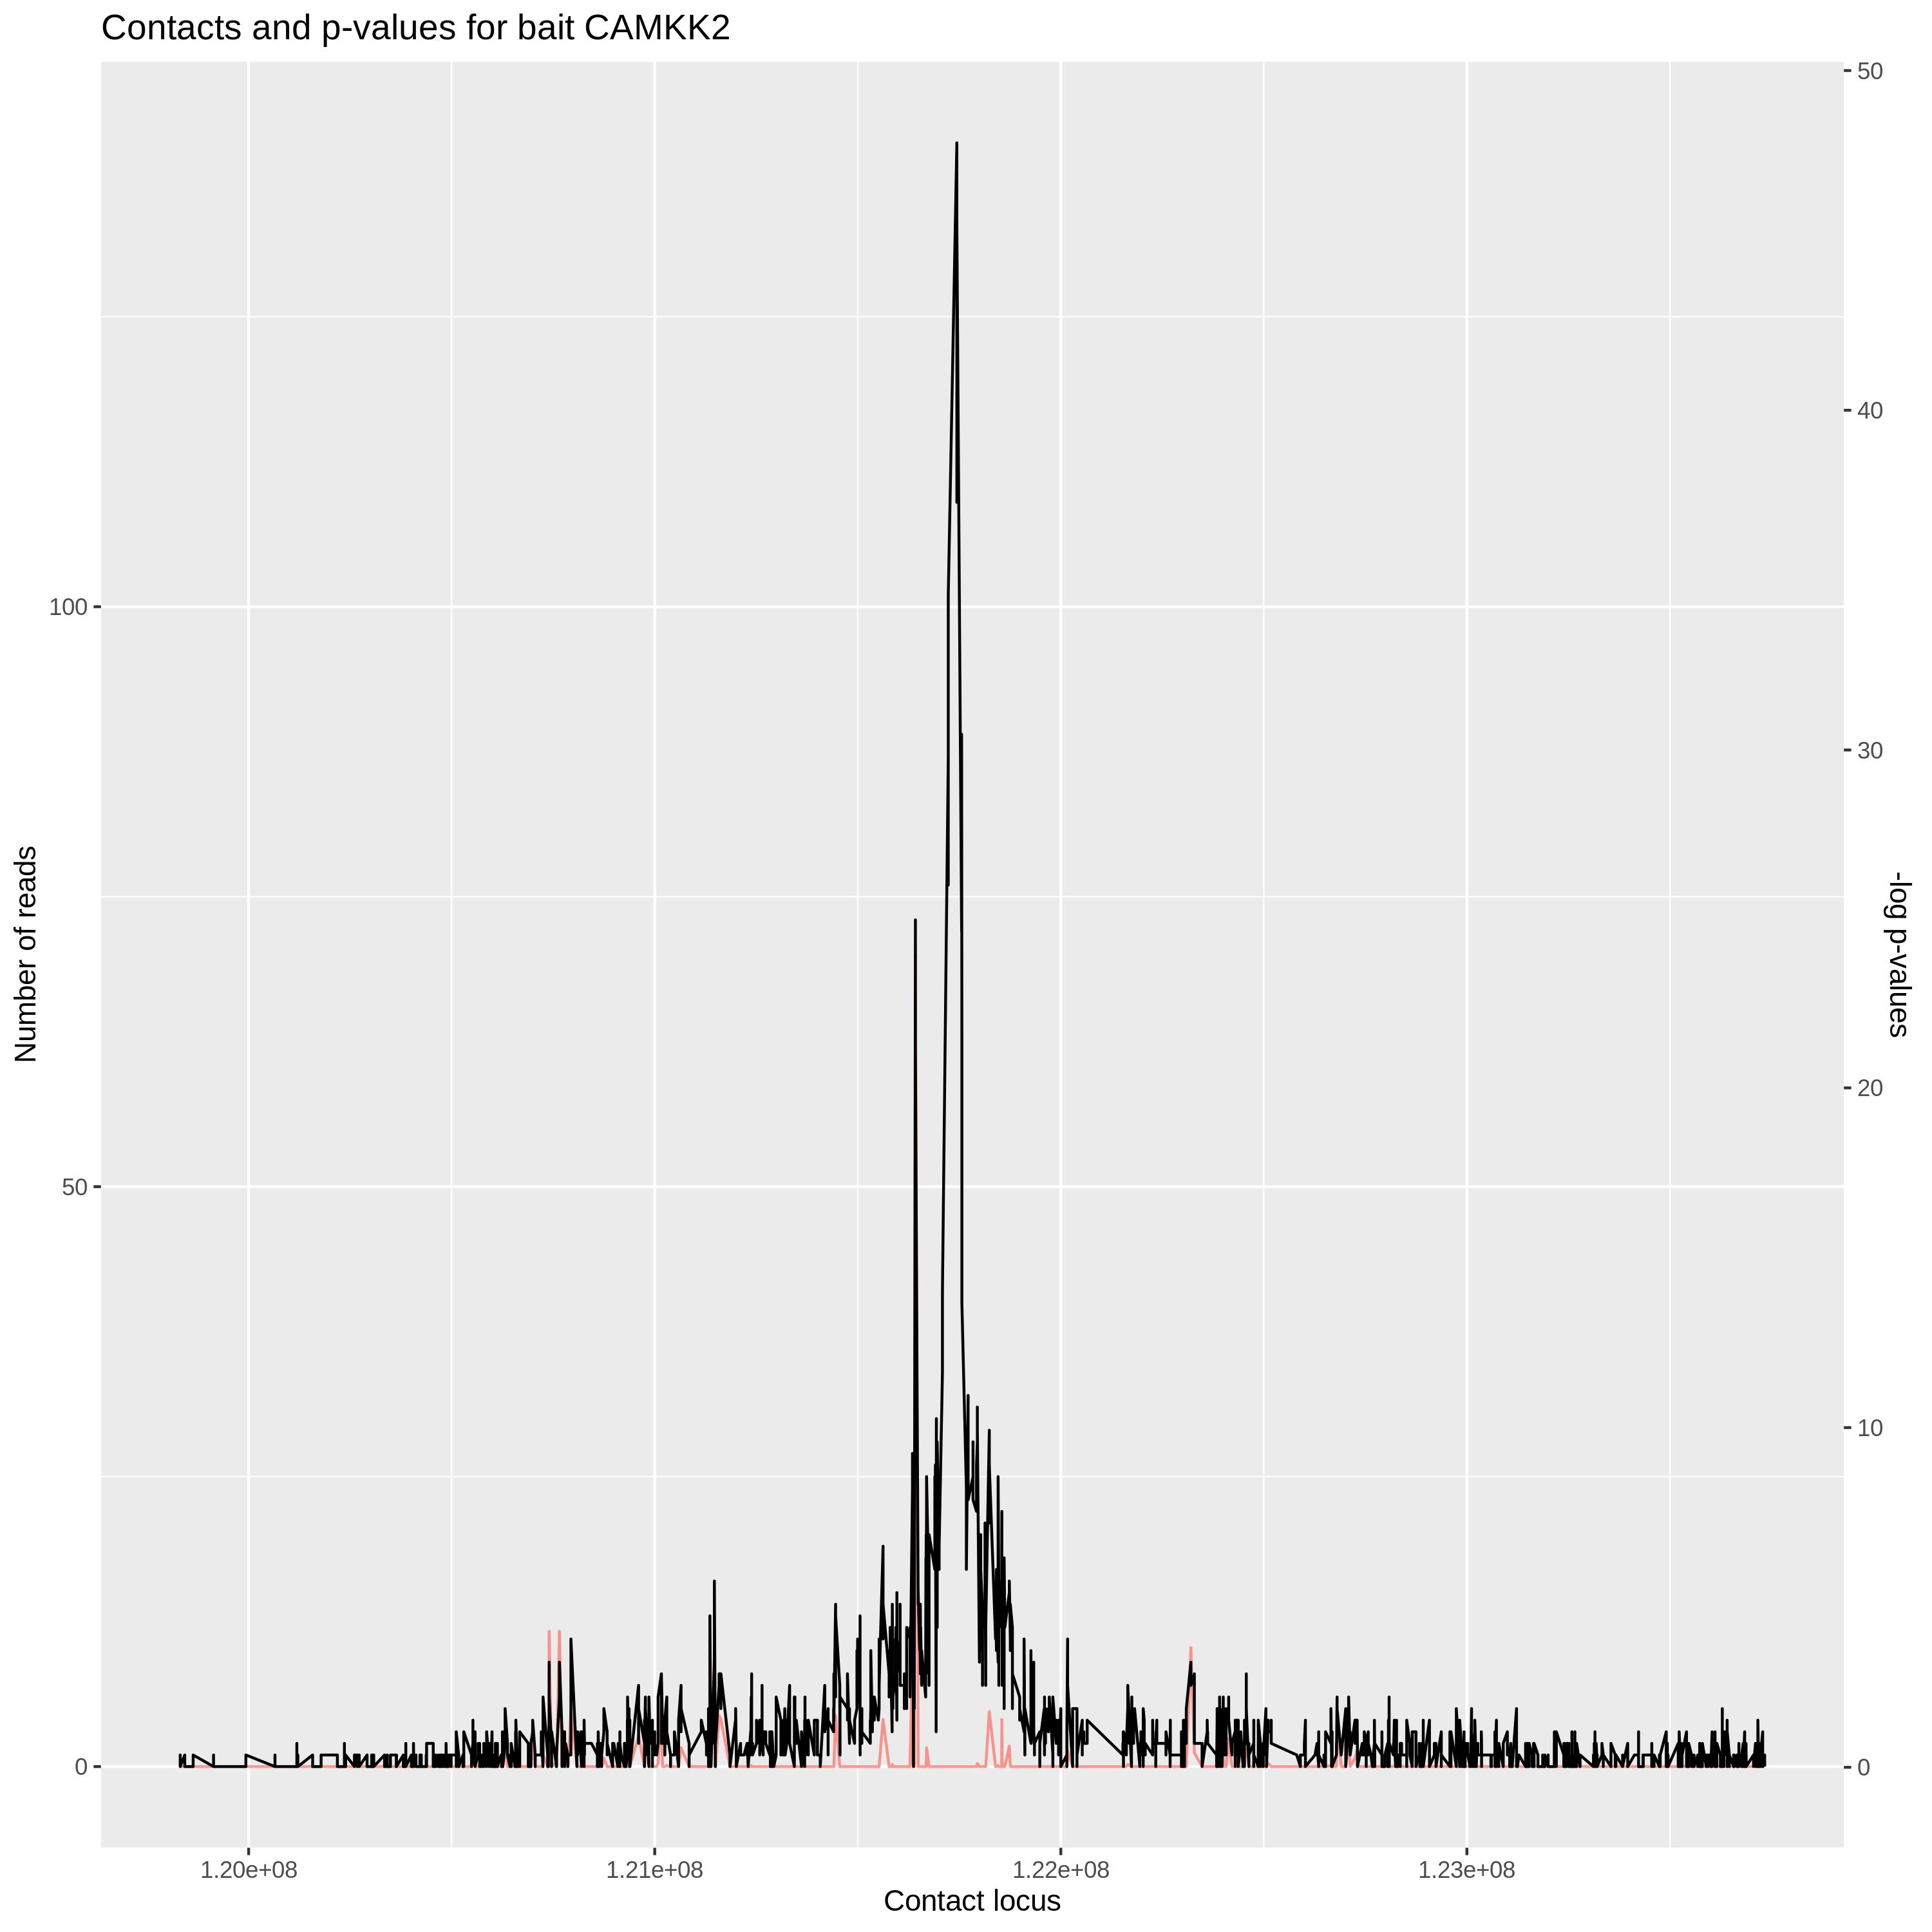 Contacts and p-values for bait CAMKK2
Number of reads
100
50
0
50
40
30
20
10
0
-log p-values
1.20e+08
1.21e+08
1.22e+08
1.23e+08
Contact locus